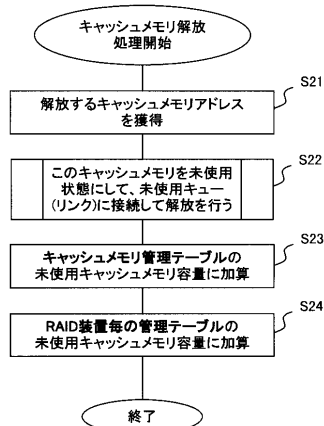 キャッシュメモリ解放
処理開始
S21
解放するキャッシュメモリアドレス
を獲得
S22
このキャッシュメモリを未使用
状態にして、未使用キュー
(リンク)に接続して解放を行う
S23
キャッシュメモリ管理テーブルの
未使用キャッシュメモリ容量に加算
S24
RAID装置毎の管理テーブルの
未使用キャッシュメモリ容量に加算
終了